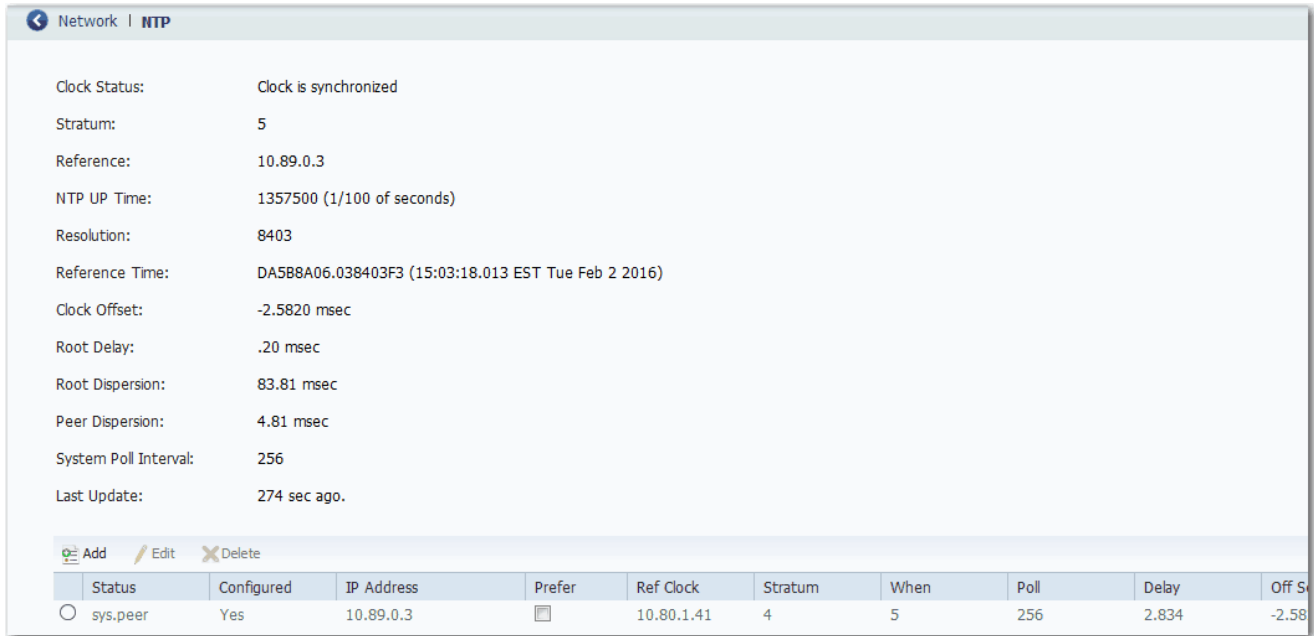 Network | NTP
Clock Status: Clock is synchronized
Stratum: 5
Reference: 10.89.0.3
NTP UP Time: 1357500 (1/100 of seconds)
Resolution: 8403
Reference Time: DA5B8A06.038403F3 (15:03:18.013 EST Tue Feb 2 2016)
Clock Offset: -2.5820 msec
Root Delay: .20 msec
Root Dispersion: 83.81 msec
Peer Dispersion: 4.81 msec
System Poll Interval: 256
Last Update: 274 sec ago.
Add Edit Delete
Status Configured IP Address Prefer Ref Clock Stratum When Poll Delay Off
sys.peer Yes 10.89.0.3 10.80.1.41 4 5 256 2.834 -2.58